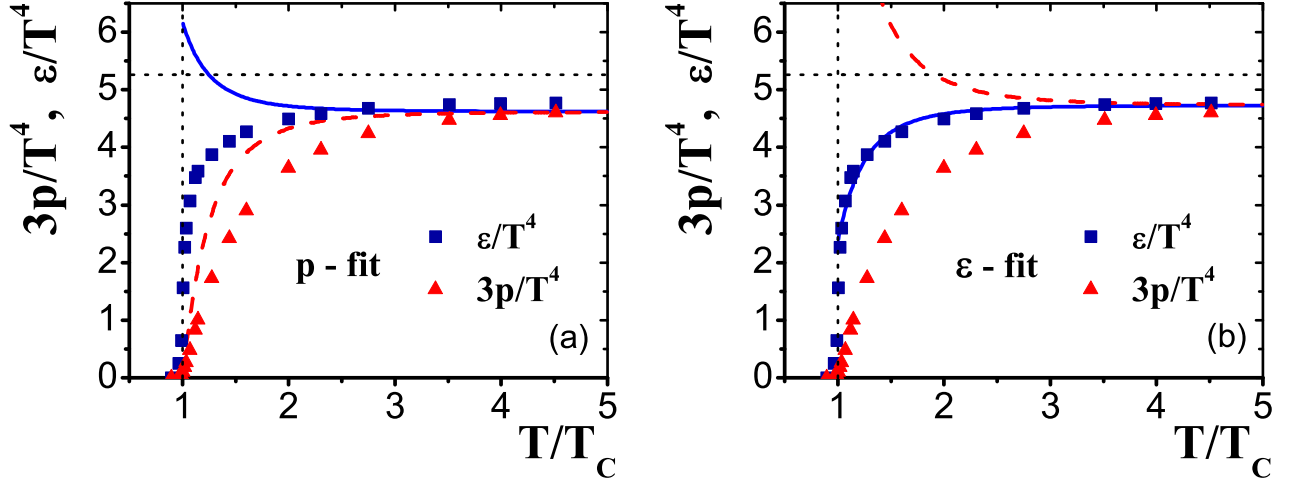 3p/T⁴ , ε/T⁴
6
5
4
3
2
1
0
ε/T⁴
p - fit
3p/T⁴
(a)
1 2 3 4 5
T/T_C
3p/T⁴ , ε/T⁴
6
5
4
3
2
1
0
ε/T⁴
ε - fit
3p/T⁴
(b)
1 2 3 4 5
T/T_C